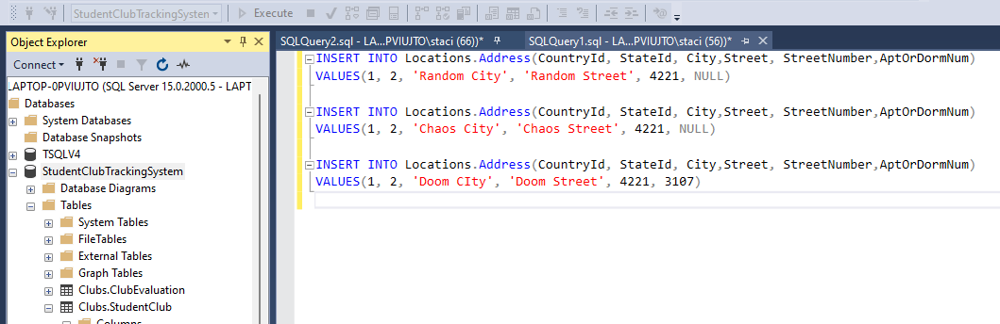 StudentClubTrackingSysten
Execute
Object Explorer
Connect
LAPTOP-0PVIUJTO (SQL Server 15.0.2000.5 - LAPT
Databases
System Databases
Database Snapshots
TSQLV4
StudentClubTrackingSystem
Database Diagrams
Tables
System Tables
FileTables
External Tables
Graph Tables
Clubs.ClubEvaluation
Clubs.StudentClub
Columns
SQLQuery2.sql - LA...PVIUJTO\staci (66))*
SQLQuery1.sql - LA...PVIUJTO\staci (56))*
INSERT INTO Locations.Address(CountryId, StateId, City,Street, StreetNumber,AptOrDormNum)
VALUES(1, 2, 'Random City', 'Random Street', 4221, NULL)
INSERT INTO Locations.Address(CountryId, StateId, City,Street, StreetNumber,AptOrDormNum)
VALUES(1, 2, 'Chaos City', 'Chaos Street', 4221, NULL)
INSERT INTO Locations.Address(CountryId, StateId, City,Street, StreetNumber,AptOrDormNum)
VALUES(1, 2, 'Doom CIty', 'Doom Street', 4221, 3107)